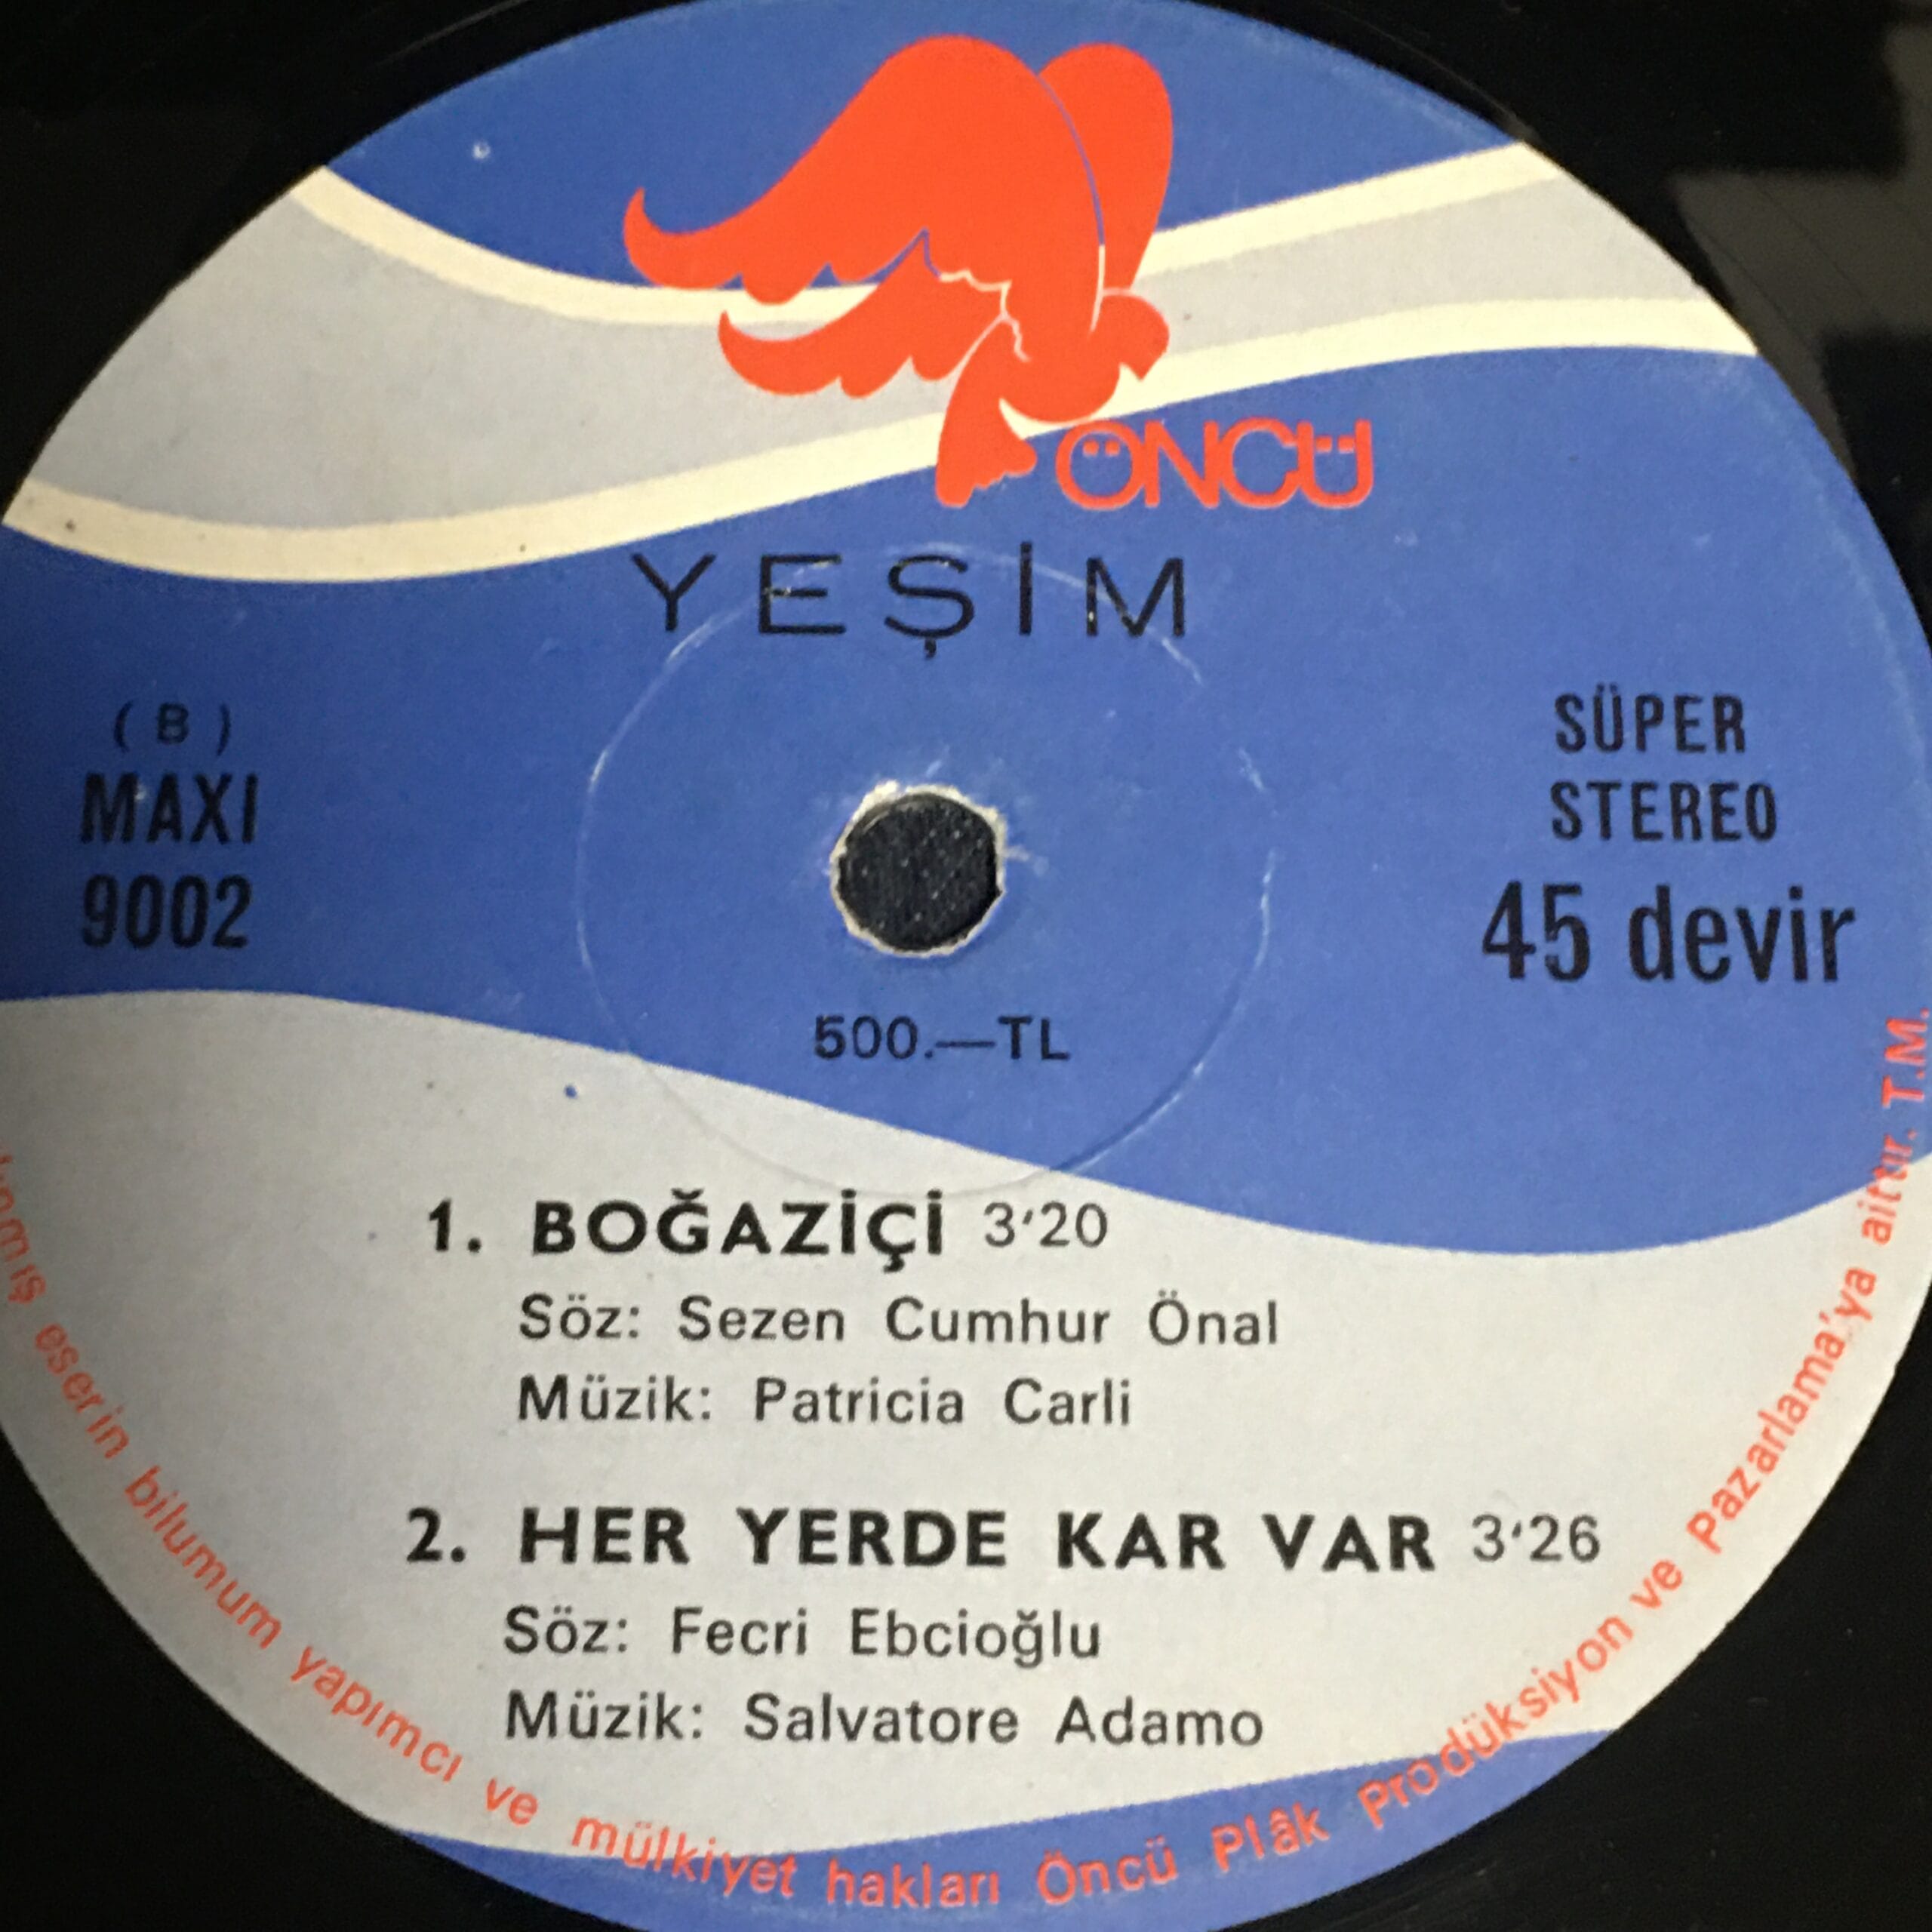 ÖNCÜ
YEŞİM
( B )
MAXI
9002
SÜPER
STEREO
45 devir
500.—TL
1. BOĞAZİÇİ 3'20
Söz: Sezen Cumhur Önal
Müzik: Patricia Carli
2. HER YERDE KAR VAR 3'26
Söz: Fecri Ebcioğlu
Müzik: Salvatore Adamo
eserin bilumum yapımcı ve mülkiyet hakları Öncü Plâk Prodüksiyon ve Pazarlama'ya aittir. T.M.